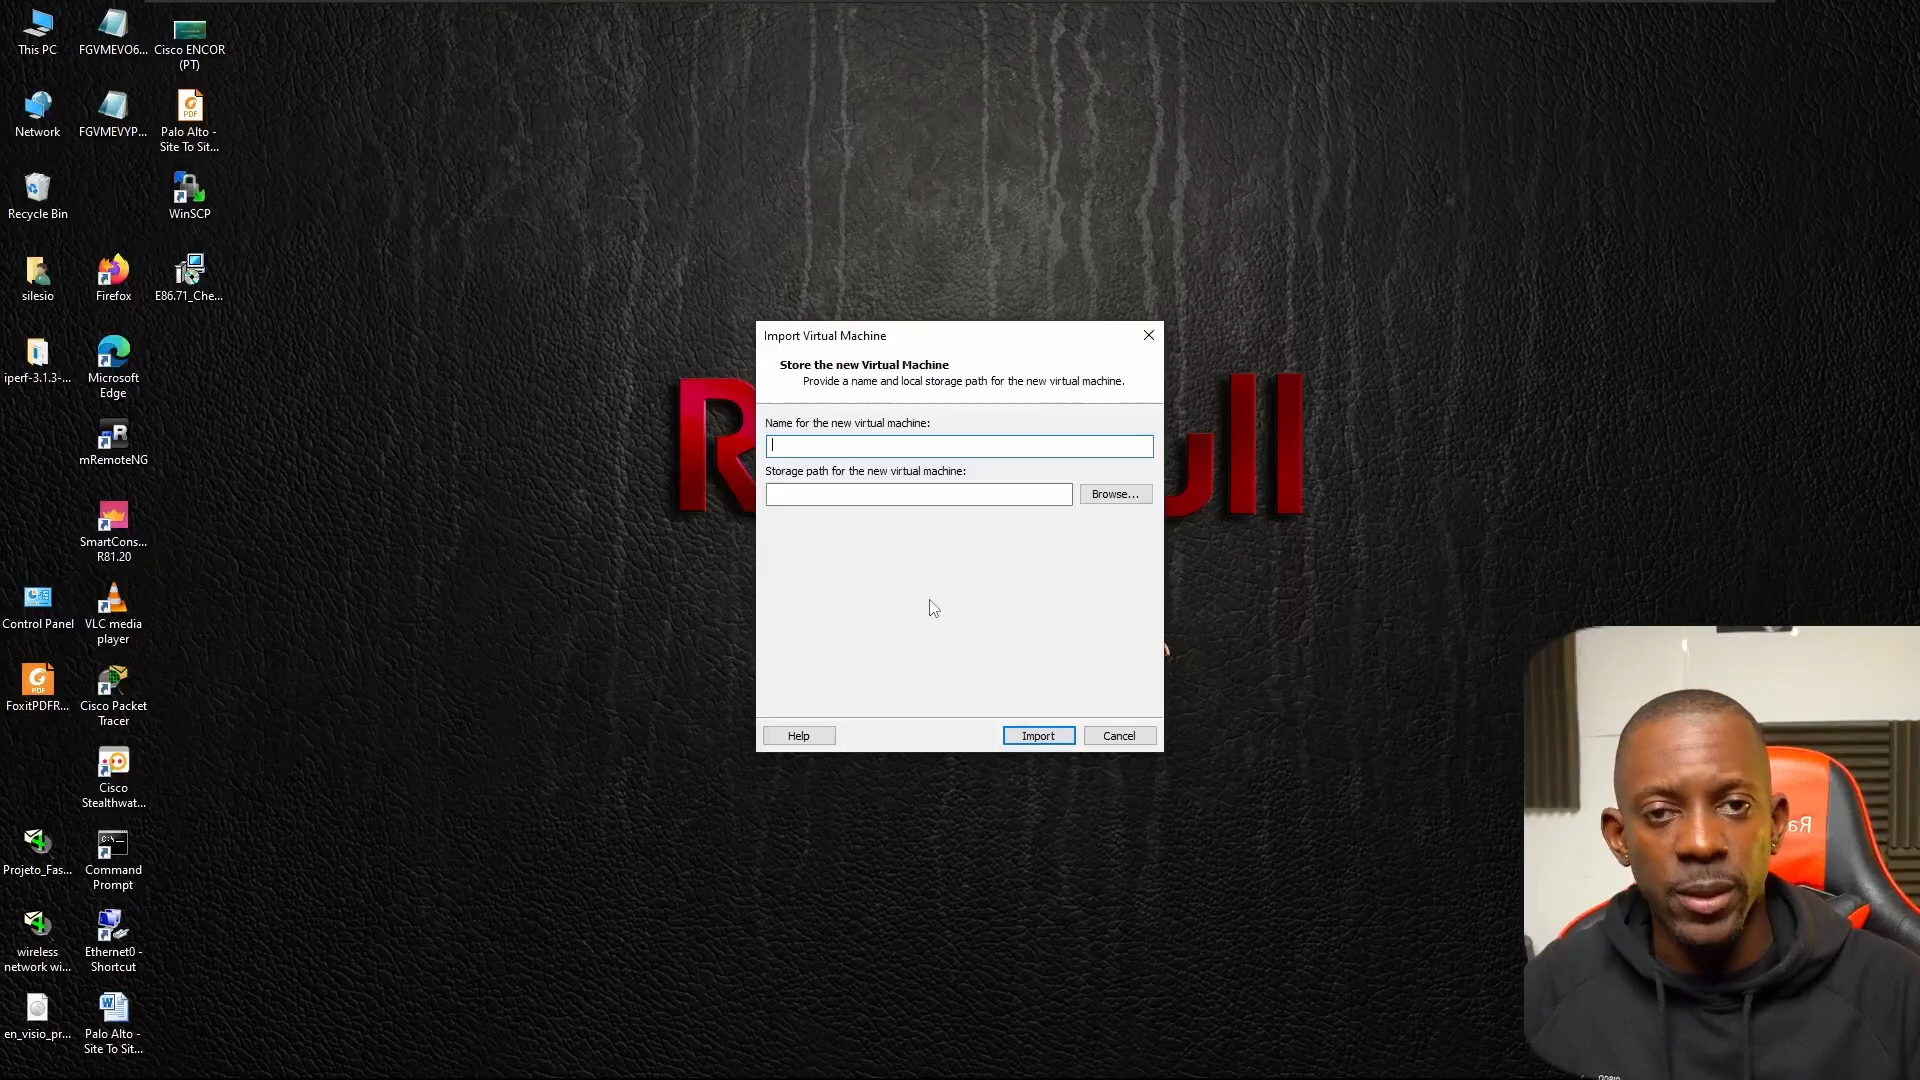 This PC
FGVMEVO6...
Cisco ENCOR
(PT)
Network
FGVMEVYP...
Palo Alto -
Site To Sit...
Recycle Bin
WinSCP
silesio
Firefox
E86.71_Che...
iperf-3.1.3-...
Microsoft
Edge
mRemoteNG
SmartCons...
R81.20
Control Panel
VLC media
player
FoxitPDFR...
Cisco Packet
Tracer
Cisco
Stealthwat...
Projeto_Fas...
Command
Prompt
wireless
network wi...
Ethernet0 -
Shortcut
en_visio_pr...
Palo Alto -
Site To Sit...
Import Virtual Machine
Store the new Virtual Machine
Provide a name and local storage path for the new virtual machine.
Name for the new virtual machine:
Storage path for the new virtual machine:
Browse...
Help
Import
Cancel